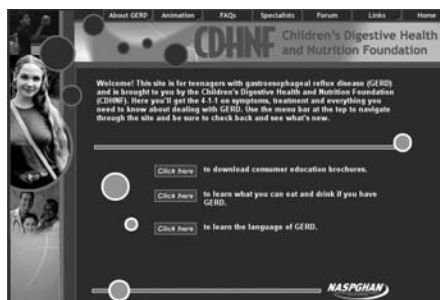 About GERD Animation FAQs Specialists Forum Links Home
CDHNF Children's Digestive Health
and Nutrition Foundation
Welcome! This site is for teenagers with gastroesophageal reflux disease (GERD)
and is brought to you by the Children's Digestive Health and Nutrition Foundation
(CDHNF). Here you'll get the 4-1-1 on symptoms, treatment and everything you
need to know about dealing with GERD. Use the menu bar at the top to navigate
through the site and be sure to check back and see what's new.
Click here to download consumer education brochures.
Click here to learn what you can eat and drink if you have
GERD.
Click here to learn the language of GERD.
NASPGHAN